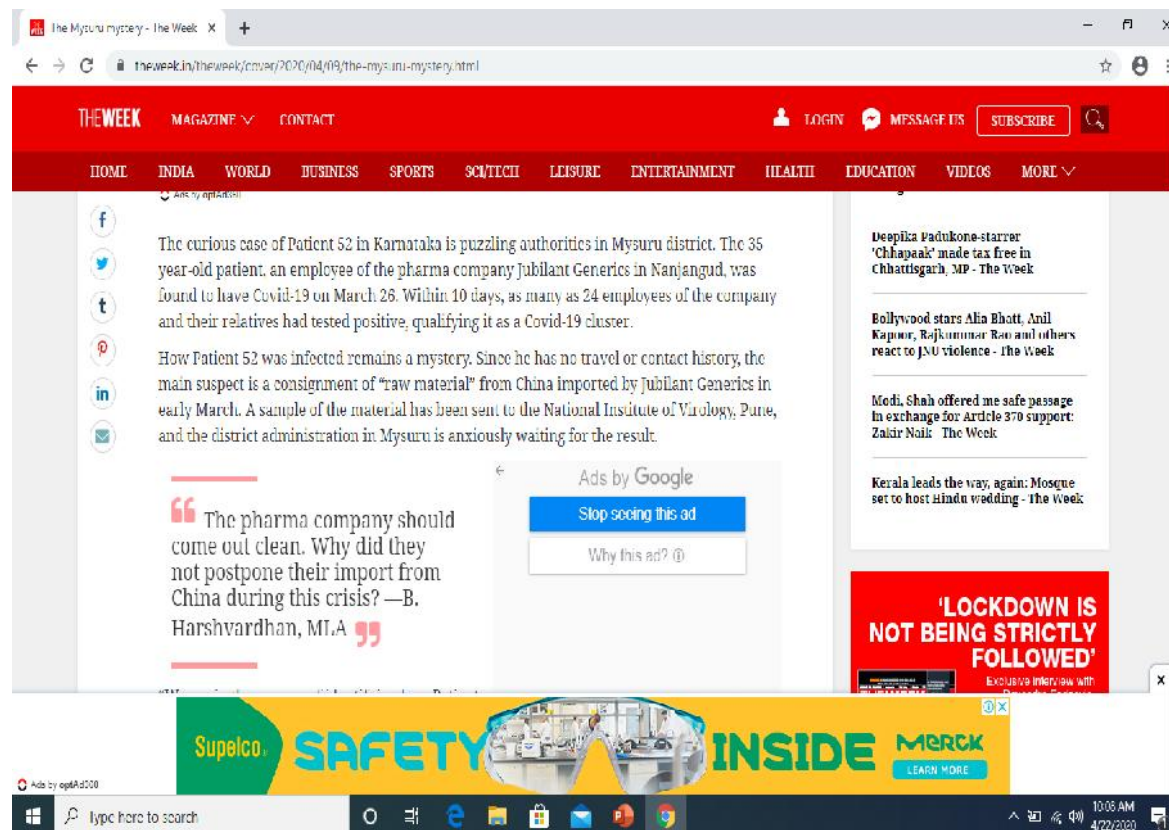 The Mysuru mystery - The Week
theweek.in/theweek/cover/2020/04/09/the-mysuru-mystery.html
THE WEEK MAGAZINE CONTACT LOGIN MESSAGE US SUBSCRIBE
HOME INDIA WORLD BUSINESS SPORTS SCI/TECH LEISURE ENTERTAINMENT HEALTH EDUCATION VIDEOS MORE
Ads by optAd360
The curious case of Patient 52 in Karnataka is puzzling authorities in Mysuru district. The 35
year-old patient, an employee of the pharma company Jubilant Generics in Nanjangud, was
found to have Covid-19 on March 26. Within 10 days, as many as 24 employees of the company
and their relatives had tested positive, qualifying it as a Covid-19 cluster.
How Patient 52 was infected remains a mystery. Since he has no travel or contact history, the
main suspect is a consignment of “raw material” from China imported by Jubilant Generics in
early March. A sample of the material has been sent to the National Institute of Virology, Pune,
and the district administration in Mysuru is anxiously waiting for the result.
“ The pharma company should
come out clean. Why did they
not postpone their import from
China during this crisis? —B.
Harshvardhan, MLA ”
Ads by Google
Stop seeing this ad
Why this ad?
Deepika Padukone-starrer
'Chhapaak' made tax free in
Chhattisgarh, MP - The Week
Bollywood stars Alia Bhatt, Anil
Kapoor, Rajkummar Rao and others
react to JNU violence - The Week
Modi, Shah offered me safe passage
in exchange for Article 370 support:
Zakir Naik - The Week
Kerala leads the way, again: Mosque
set to host Hindu wedding - The Week
‘LOCKDOWN IS
NOT BEING STRICTLY
FOLLOWED’
Exclusive interview with
Supelco
SAFETY INSIDE
MERCK
LEARN MORE
Ads by optAd360
Type here to search
10:06 AM
4/22/2020